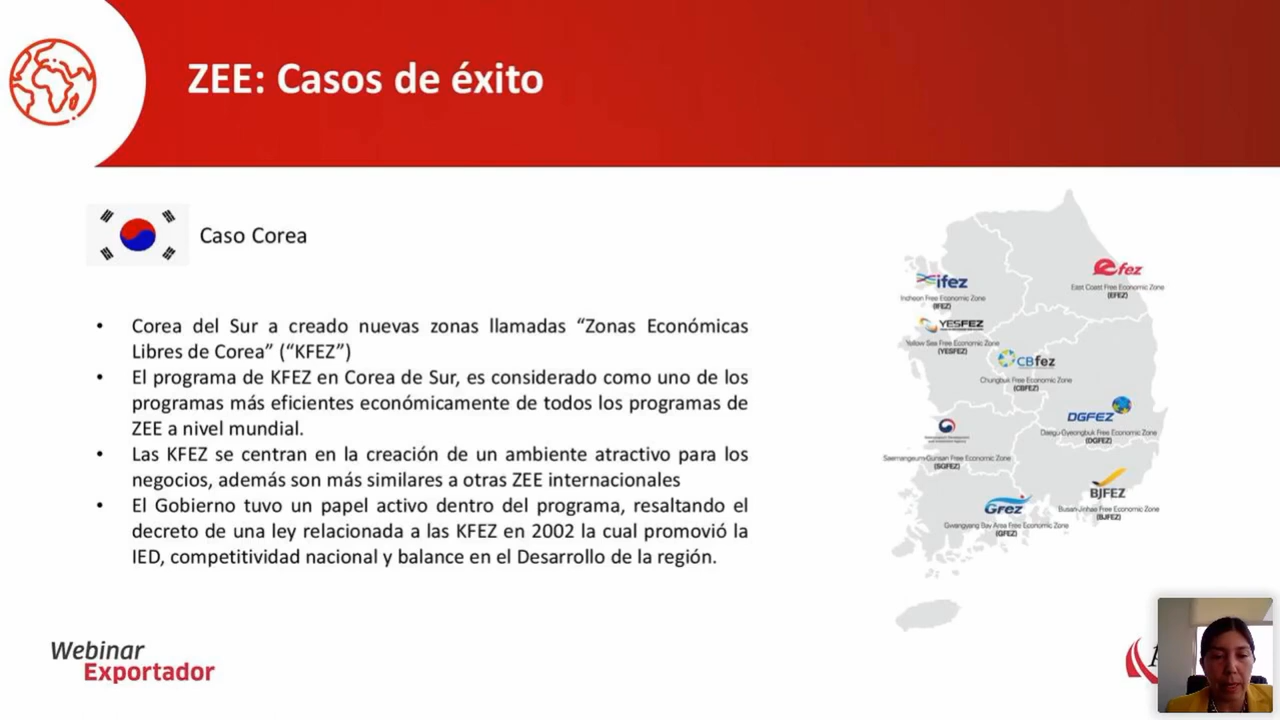 ZEE: Casos de éxito
Caso Corea
• Corea del Sur a creado nuevas zonas llamadas “Zonas Económicas
Libres de Corea” (“KFEZ”)
• El programa de KFEZ en Corea de Sur, es considerado como uno de los
programas más eficientes económicamente de todos los programas de
ZEE a nivel mundial.
• Las KFEZ se centran en la creación de un ambiente atractivo para los
negocios, además son más similares a otras ZEE internacionales
• El Gobierno tuvo un papel activo dentro del programa, resaltando el
decreto de una ley relacionada a las KFEZ en 2002 la cual promovió la
IED, competitividad nacional y balance en el Desarrollo de la región.
ifez
Incheon Free Economic Zone
(IFEZ)
efez
East Coast Free Economic Zone
(EFEZ)
YESFEZ
Yellow Sea Free Economic Zone
(YESFEZ)
CBfez
Chungbuk Free Economic Zone
(CBFEZ)
DGFEZ
Daegu-Gyeongbuk Free Economic Zone
(DGFEZ)
Saemangeum-Gunsan Free Economic Zone
(SGFEZ)
BJFEZ
Busan-Jinhae Free Economic Zone
(BJFEZ)
GFez
Gwangyang Bay Area Free Economic Zone
(GFEZ)
Webinar
Exportador